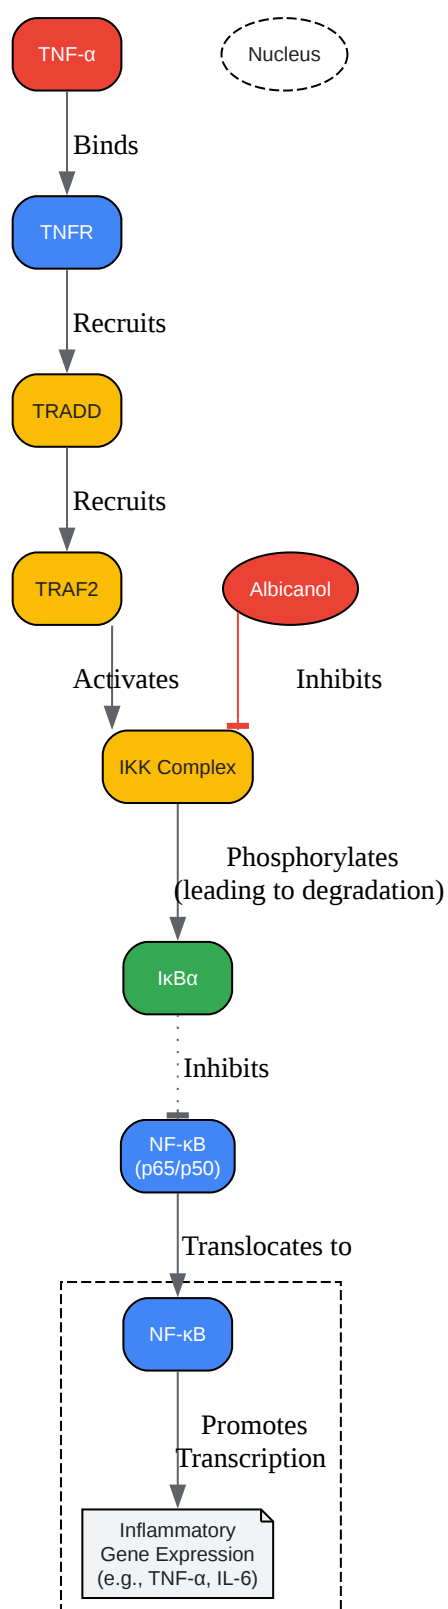 TNF-α
Nucleus
Binds
TNFR
Recruits
TRADD
Recruits
TRAF2
Albicanol
Activates
Inhibits
IKK Complex
Phosphorylates
(leading to degradation)
IκBα
Inhibits
NF-κB
(p65/p50)
Translocates to
NF-κB
Promotes
Transcription
Inflammatory
Gene Expression
(e.g., TNF-α, IL-6)